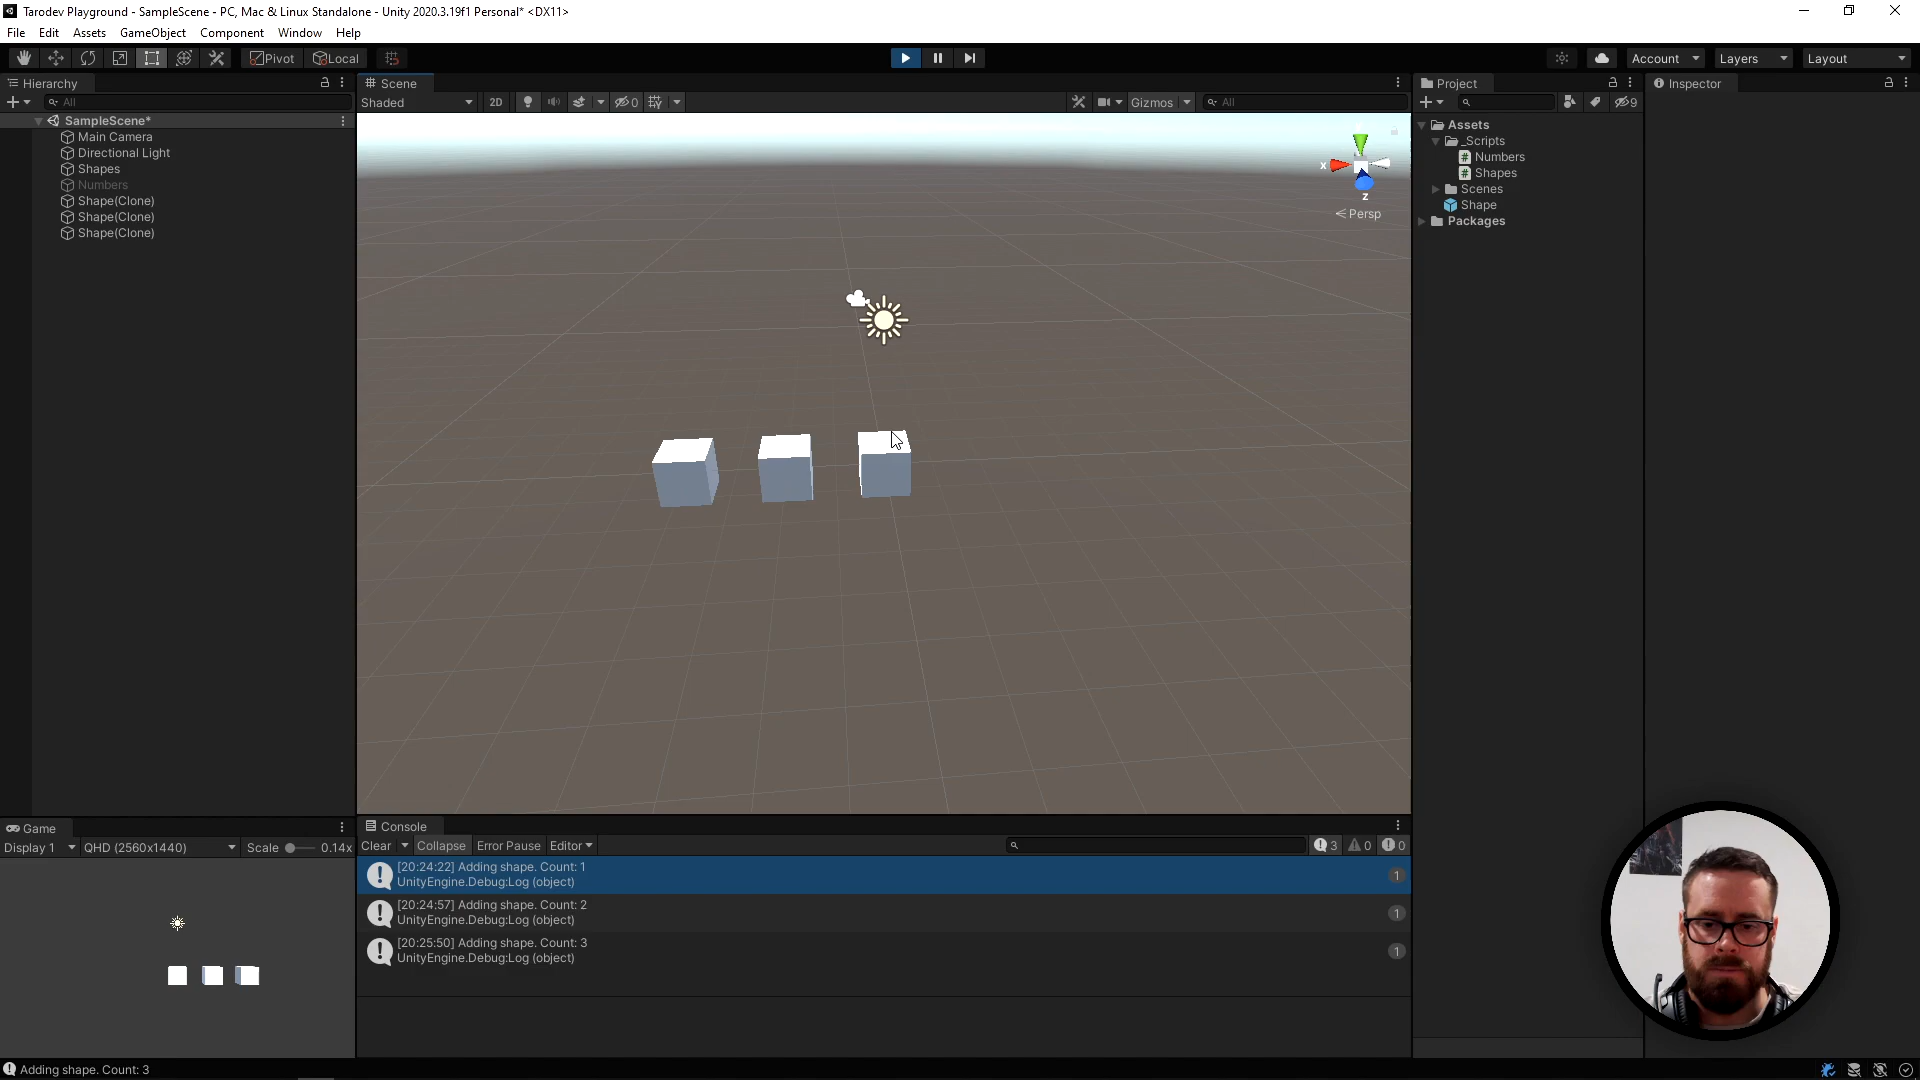 Tarodev Playground - SampleScene - PC, Mac & Linux Standalone - Unity 2020.3.19f1 Personal* <DX11>
File Edit Assets GameObject Component Window Help
Pivot Local Account Layers Layout
Hierarchy
All
SampleScene*
Main Camera
Directional Light
Shapes
Numbers
Shape(Clone)
Shape(Clone)
Shape(Clone)
Scene
Shaded 2D 0 Gizmos All
x
z
Persp
Project
9
Assets
_Scripts
Numbers
Shapes
Scenes
Shape
Packages
Inspector
Game
Display 1 QHD (2560x1440) Scale 0.14x
Console
Clear Collapse Error Pause Editor 3 0 0
[20:24:22] Adding shape. Count: 1
UnityEngine.Debug:Log (object)
1
[20:24:57] Adding shape. Count: 2
UnityEngine.Debug:Log (object)
1
[20:25:50] Adding shape. Count: 3
UnityEngine.Debug:Log (object)
1
Adding shape. Count: 3